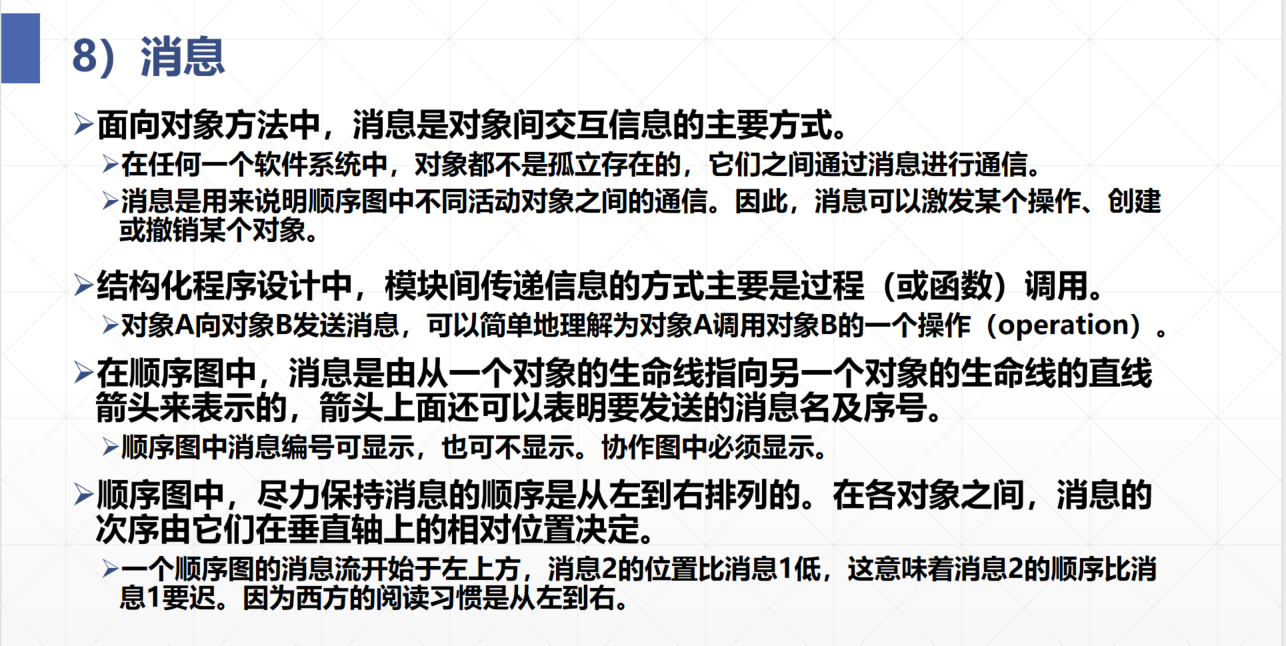 8）消息
➢面向对象方法中，消息是对象间交互信息的主要方式。
➢在任何一个软件系统中，对象都不是孤立存在的，它们之间通过消息进行通信。
➢消息是用来说明顺序图中不同活动对象之间的通信。因此，消息可以激发某个操作、创建
或撤销某个对象。
➢结构化程序设计中，模块间传递信息的方式主要是过程（或函数）调用。
➢对象A向对象B发送消息，可以简单地理解为对象A调用对象B的一个操作（operation）。
➢在顺序图中，消息是由从一个对象的生命线指向另一个对象的生命线的直线
箭头来表示的，箭头上面还可以表明要发送的消息名及序号。
➢顺序图中消息编号可显示，也可不显示。协作图中必须显示。
➢顺序图中，尽力保持消息的顺序是从左到右排列的。在各对象之间，消息的
次序由它们在垂直轴上的相对位置决定。
➢一个顺序图的消息流开始于左上方，消息2的位置比消息1低，这意味着消息2的顺序比消
息1要迟。因为西方的阅读习惯是从左到右。